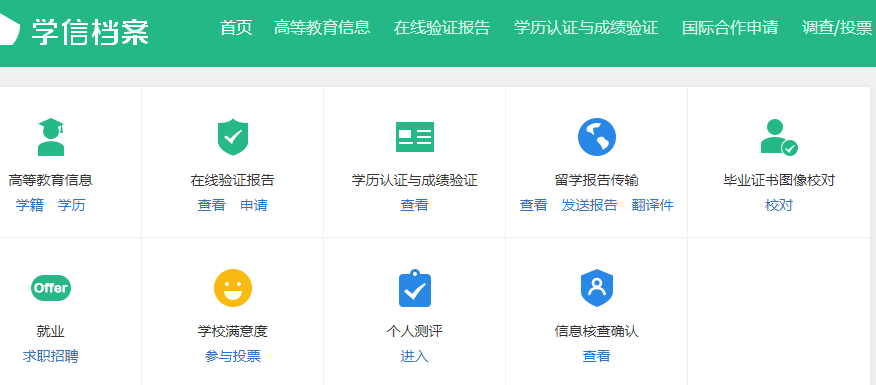 学信档案 首页 高等教育信息 在线验证报告 学历认证与成绩验证 国际合作申请 调查/投票
高等教育信息 在线验证报告 学历认证与成绩验证 留学报告传输 毕业证书图像校对
学籍 学历 查看 申请 查看 查看 发送报告 翻译件 校对
Offer
就业 学校满意度 个人测评 信息核查确认
求职招聘 参与投票 进入 查看